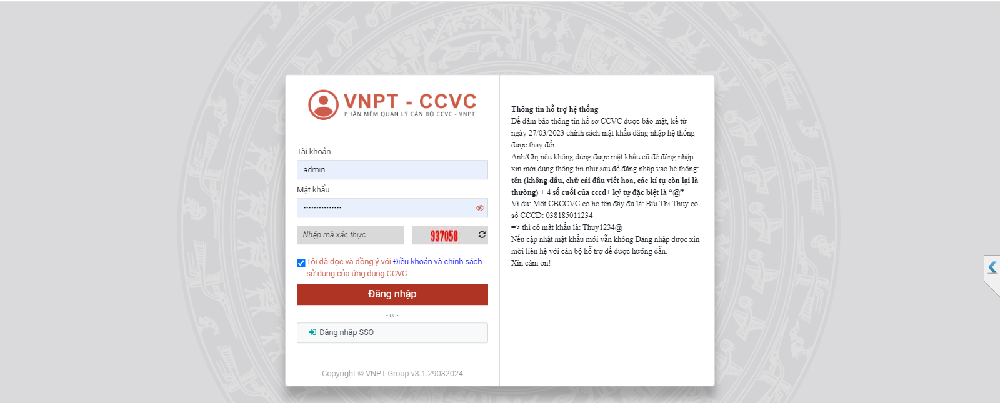 VNPT - CCVC
PHẦN MỀM QUẢN LÝ CÁN BỘ CCVC - VNPT
Tài khoản
admin
Mật khẩu
•••••••••••••••
Nhập mã xác thực
937058
Tôi đã đọc và đồng ý với Điều khoản và chính sách
sử dụng của ứng dụng CCVC
Đăng nhập
- or -
Đăng nhập SSO
Copyright © VNPT Group v3.1.29032024
Thông tin hỗ trợ hệ thống
Để đảm bảo thông tin hồ sơ CCVC được bảo mật, kể từ
ngày 27/03/2023 chính sách mật khẩu đăng nhập hệ thống
được thay đổi.
Anh/Chị nếu không dùng được mật khẩu cũ để đăng nhập
xin mời dùng thông tin như sau để đăng nhập vào hệ thống:
tên (không dấu, chữ cái đầu viết hoa, các kí tự còn lại là
thường) + 4 số cuối của cccd+ ký tự đặc biệt là “@”
Ví dụ: Một CBCCVC có họ tên đầy đủ là: Bùi Thị Thuý có
số CCCD: 038185011234
=> thì có mật khẩu là: Thuy1234@
Nếu cập nhật mật khẩu mới vẫn không Đăng nhập được xin
mời liên hệ với cán bộ hỗ trợ để được hướng dẫn.
Xin cảm ơn!